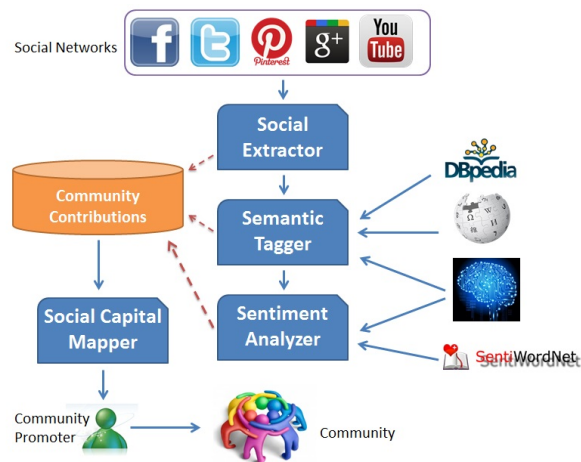 Social Networks
f
t
Pinterest
g+
You
Tube
Social
Extractor
Community
Contributions
Semantic
Tagger
DBpedia
Social Capital
Mapper
Sentiment
Analyzer
SentiWordNet
Community
Promoter
Community